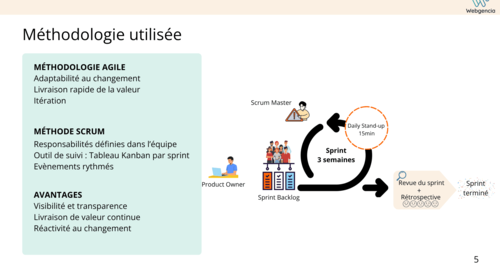 Webgencia
Méthodologie utilisée
MÉTHODOLOGIE AGILE
Adaptabilité au changement
Livraison rapide de la valeur
Itération
MÉTHODE SCRUM
Responsabilités définies dans l'équipe
Outil de suivi : Tableau Kanban par sprint
Evènements rythmés
AVANTAGES
Visibilité et transparence
Livraison de valeur continue
Réactivité au changement
Product Owner
Scrum Master
Sprint Backlog
Sprint
3 semaines
Daily Stand-up
15min
Revue du sprint
+
Rétrospective
Sprint
terminé
5